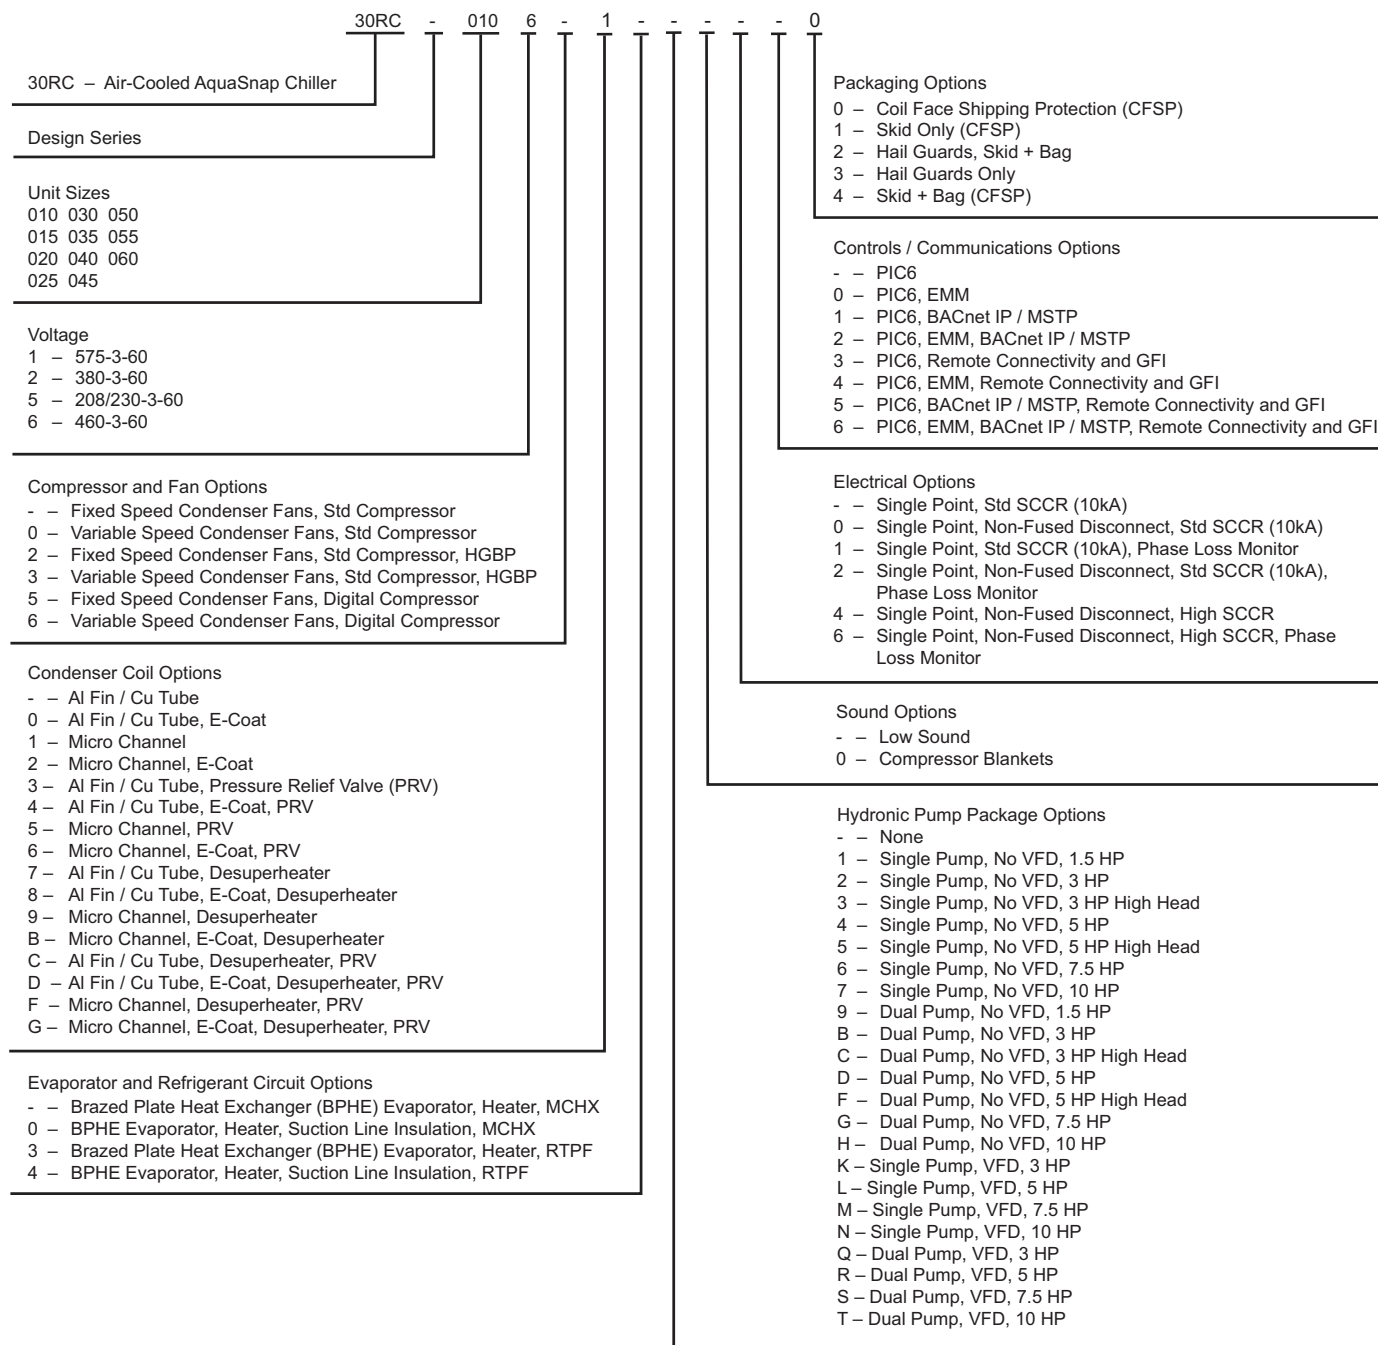 30RC - 010 6 - 1 - - - - - 0
30RC – Air-Cooled AquaSnap Chiller
Design Series
Unit Sizes
010 030 050
015 035 055
020 040 060
025 045
Voltage
1 – 575-3-60
2 – 380-3-60
5 – 208/230-3-60
6 – 460-3-60
Compressor and Fan Options
- – Fixed Speed Condenser Fans, Std Compressor
0 – Variable Speed Condenser Fans, Std Compressor
2 – Fixed Speed Condenser Fans, Std Compressor, HGBP
3 – Variable Speed Condenser Fans, Std Compressor, HGBP
5 – Fixed Speed Condenser Fans, Digital Compressor
6 – Variable Speed Condenser Fans, Digital Compressor
Condenser Coil Options
- – Al Fin / Cu Tube
0 – Al Fin / Cu Tube, E-Coat
1 – Micro Channel
2 – Micro Channel, E-Coat
3 – Al Fin / Cu Tube, Pressure Relief Valve (PRV)
4 – Al Fin / Cu Tube, E-Coat, PRV
5 – Micro Channel, PRV
6 – Micro Channel, E-Coat, PRV
7 – Al Fin / Cu Tube, Desuperheater
8 – Al Fin / Cu Tube, E-Coat, Desuperheater
9 – Micro Channel, Desuperheater
B – Micro Channel, E-Coat, Desuperheater
C – Al Fin / Cu Tube, Desuperheater, PRV
D – Al Fin / Cu Tube, E-Coat, Desuperheater, PRV
F – Micro Channel, Desuperheater, PRV
G – Micro Channel, E-Coat, Desuperheater, PRV
Evaporator and Refrigerant Circuit Options
- – Brazed Plate Heat Exchanger (BPHE) Evaporator, Heater, MCHX
0 – BPHE Evaporator, Heater, Suction Line Insulation, MCHX
3 – Brazed Plate Heat Exchanger (BPHE) Evaporator, Heater, RTPF
4 – BPHE Evaporator, Heater, Suction Line Insulation, RTPF
Packaging Options
0 – Coil Face Shipping Protection (CFSP)
1 – Skid Only (CFSP)
2 – Hail Guards, Skid + Bag
3 – Hail Guards Only
4 – Skid + Bag (CFSP)
Controls / Communications Options
- – PIC6
0 – PIC6, EMM
1 – PIC6, BACnet IP / MSTP
2 – PIC6, EMM, BACnet IP / MSTP
3 – PIC6, Remote Connectivity and GFI
4 – PIC6, EMM, Remote Connectivity and GFI
5 – PIC6, BACnet IP / MSTP, Remote Connectivity and GFI
6 – PIC6, EMM, BACnet IP / MSTP, Remote Connectivity and GFI
Electrical Options
- – Single Point, Std SCCR (10kA)
0 – Single Point, Non-Fused Disconnect, Std SCCR (10kA)
1 – Single Point, Std SCCR (10kA), Phase Loss Monitor
2 – Single Point, Non-Fused Disconnect, Std SCCR (10kA),
Phase Loss Monitor
4 – Single Point, Non-Fused Disconnect, High SCCR
6 – Single Point, Non-Fused Disconnect, High SCCR, Phase
Loss Monitor
Sound Options
- – Low Sound
0 – Compressor Blankets
Hydronic Pump Package Options
- – None
1 – Single Pump, No VFD, 1.5 HP
2 – Single Pump, No VFD, 3 HP
3 – Single Pump, No VFD, 3 HP High Head
4 – Single Pump, No VFD, 5 HP
5 – Single Pump, No VFD, 5 HP High Head
6 – Single Pump, No VFD, 7.5 HP
7 – Single Pump, No VFD, 10 HP
9 – Dual Pump, No VFD, 1.5 HP
B – Dual Pump, No VFD, 3 HP
C – Dual Pump, No VFD, 3 HP High Head
D – Dual Pump, No VFD, 5 HP
F – Dual Pump, No VFD, 5 HP High Head
G – Dual Pump, No VFD, 7.5 HP
H – Dual Pump, No VFD, 10 HP
K – Single Pump, VFD, 3 HP
L – Single Pump, VFD, 5 HP
M – Single Pump, VFD, 7.5 HP
N – Single Pump, VFD, 10 HP
Q – Dual Pump, VFD, 3 HP
R – Dual Pump, VFD, 5 HP
S – Dual Pump, VFD, 7.5 HP
T – Dual Pump, VFD, 10 HP